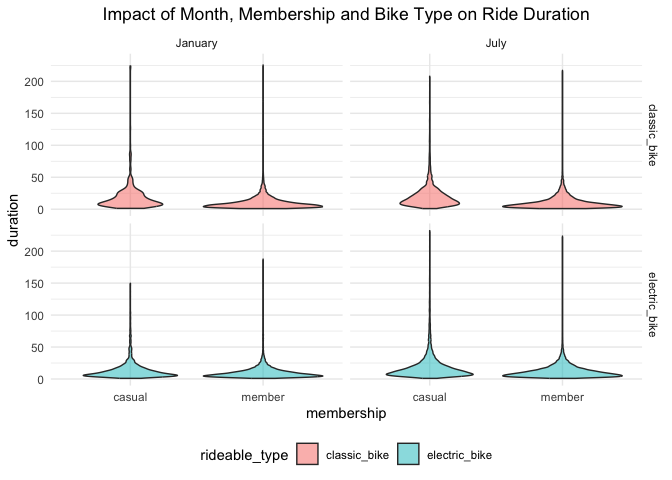 Impact of Month, Membership and Bike Type on Ride Duration
January
July
200
150
100
50
0
classic_bike
duration
200
150
100
50
0
electric_bike
casual
member
casual
member
membership
rideable_type
classic_bike
electric_bike